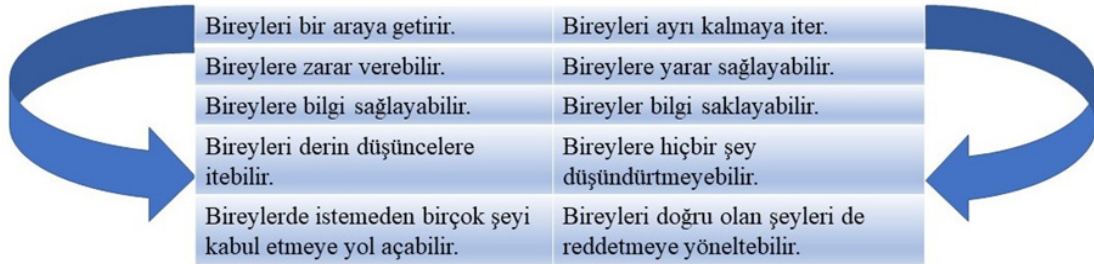 Bireyleri bir araya getirir.
Bireyleri ayrı kalmaya iter.
Bireylere zarar verebilir.
Bireylere yarar sağlayabilir.
Bireylere bilgi sağlayabilir.
Bireyler bilgi saklayabilir.
Bireyleri derin düşüncelere
itebilir.
Bireylere hiçbir şey
düşündürtmeyebilir.
Bireylerde istemeden birçok şeyi
kabul etmeye yol açabilir.
Bireyleri doğru olan şeyleri de
reddetmeye yöneltebilir.